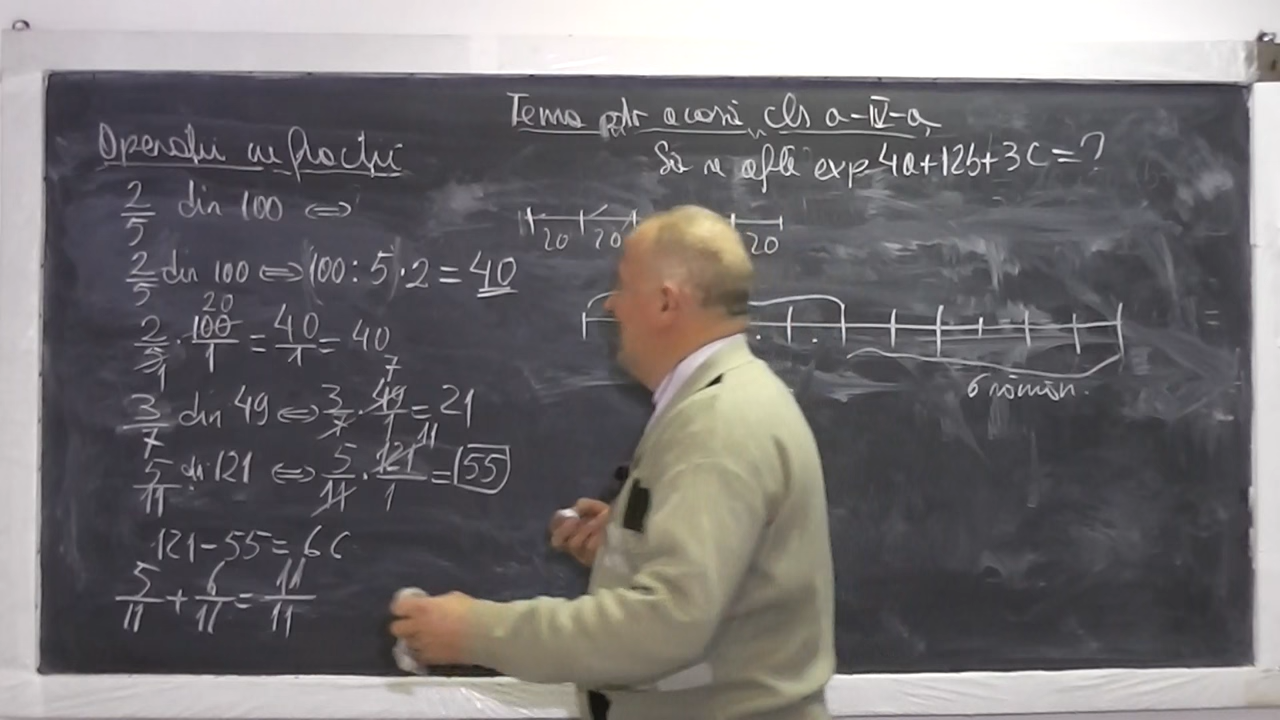 Tema ptr acasă cls a-IV-a
Operații cu fracții
Să se afle exp 4a+12b+3c=?
2/5 din 100 ⇔
20 20 20
2/5 din 100 ⇔ (100:5)·2=40
2/5 · 100/1 = 40/1 = 40
20
1
=
6 rămân.
3/7 din 49 ⇔ 3/7 · 49/1 = 21
7
5/11 din 121 ⇔ 5/11 · 121/1 = 55
11
121-55=66
5/11 + 6/11 = 11/11